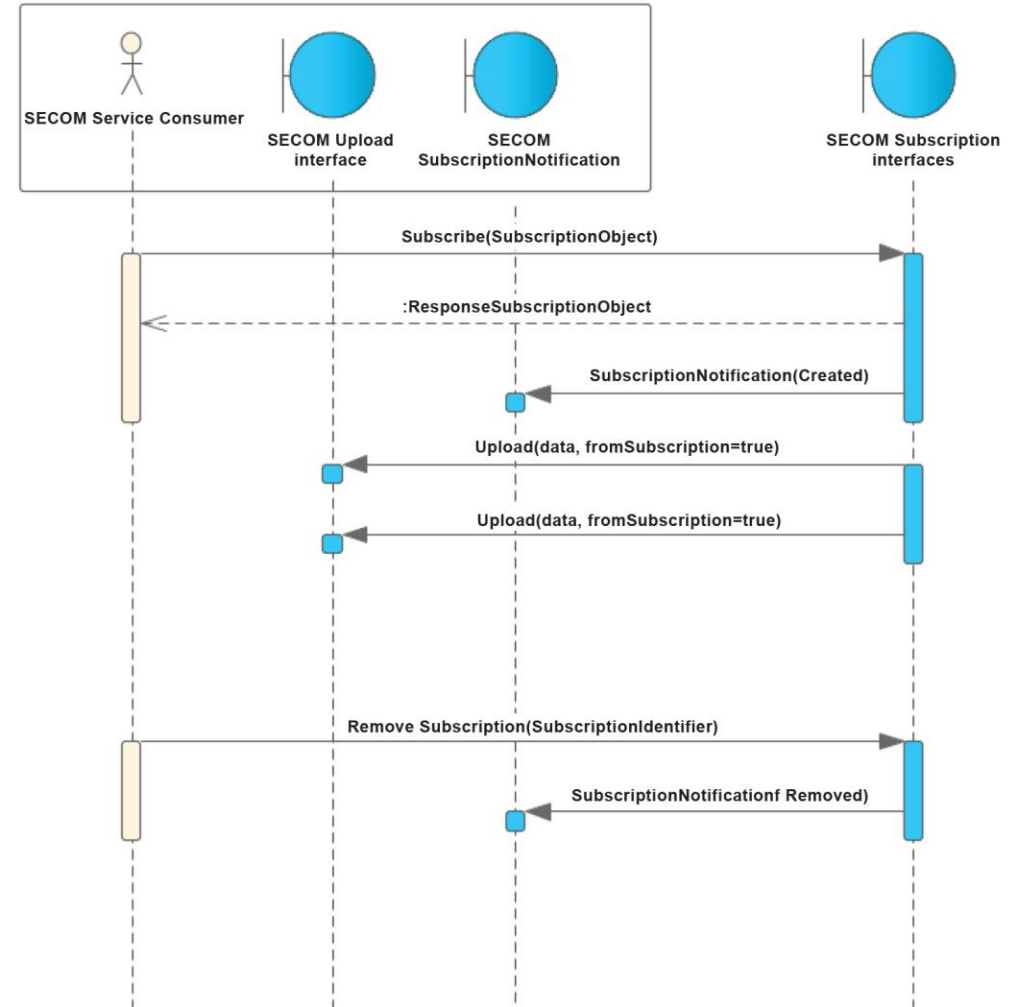 SECOM Service Consumer
SECOM Upload
interface
SECOM
SubscriptionNotification
SECOM Subscription
interfaces
Subscribe(SubscriptionObject)
:ResponseSubscriptionObject
SubscriptionNotification(Created)
Upload(data, fromSubscription=true)
Upload(data, fromSubscription=true)
Remove Subscription(SubscriptionIdentifier)
SubscriptionNotificationf Removed)